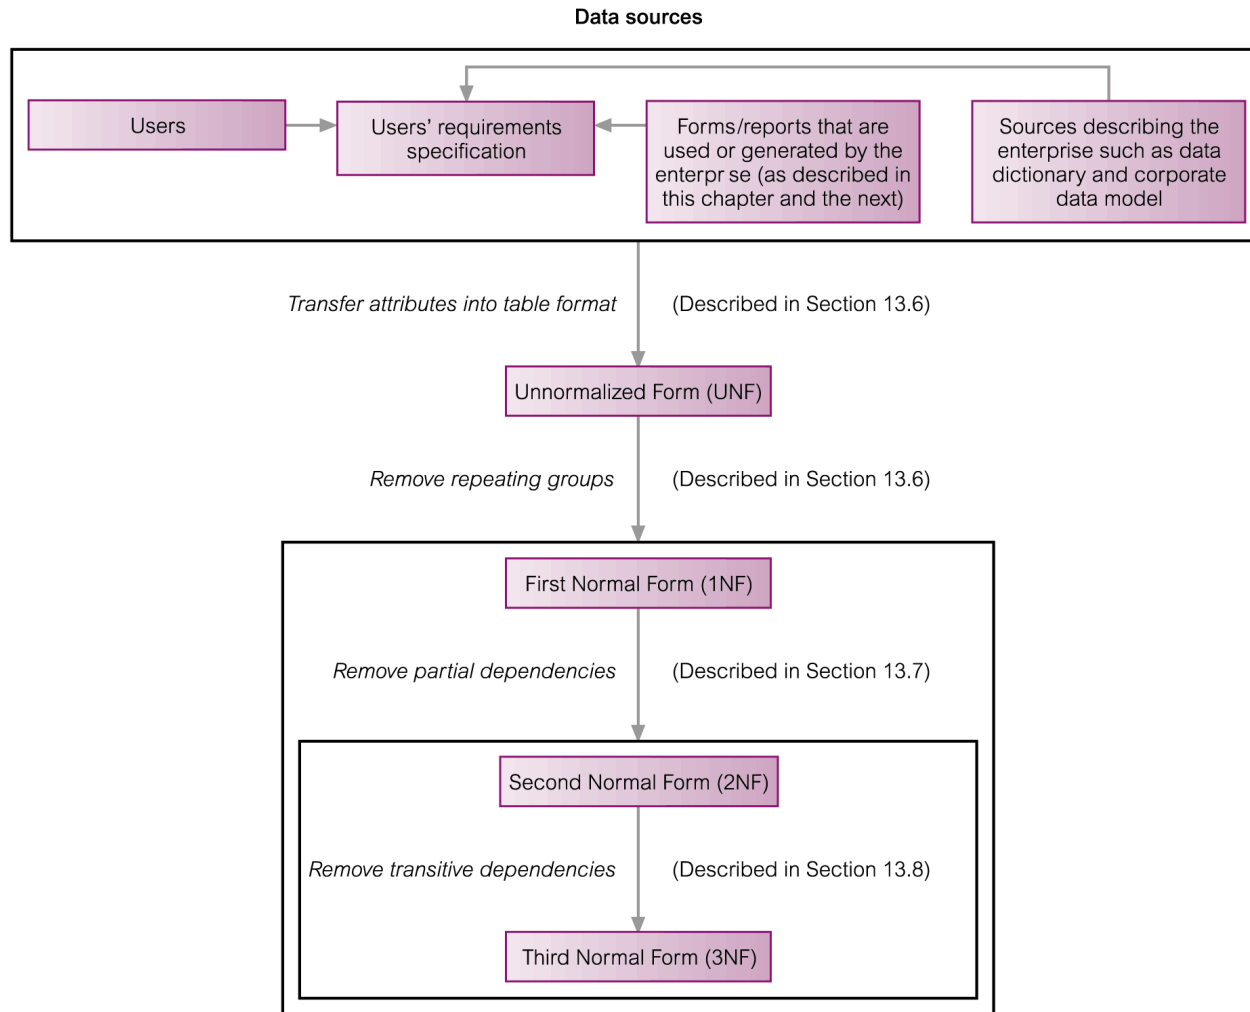 Data sources
Users
Users’ requirements
specification
Forms/reports that are
used or generated by the
enterpr se (as described in
this chapter and the next)
Sources describing the
enterprise such as data
dictionary and corporate
data model
Transfer attributes into table format
(Described in Section 13.6)
Unnormalized Form (UNF)
Remove repeating groups
(Described in Section 13.6)
First Normal Form (1NF)
Remove partial dependencies
(Described in Section 13.7)
Second Normal Form (2NF)
Remove transitive dependencies
(Described in Section 13.8)
Third Normal Form (3NF)